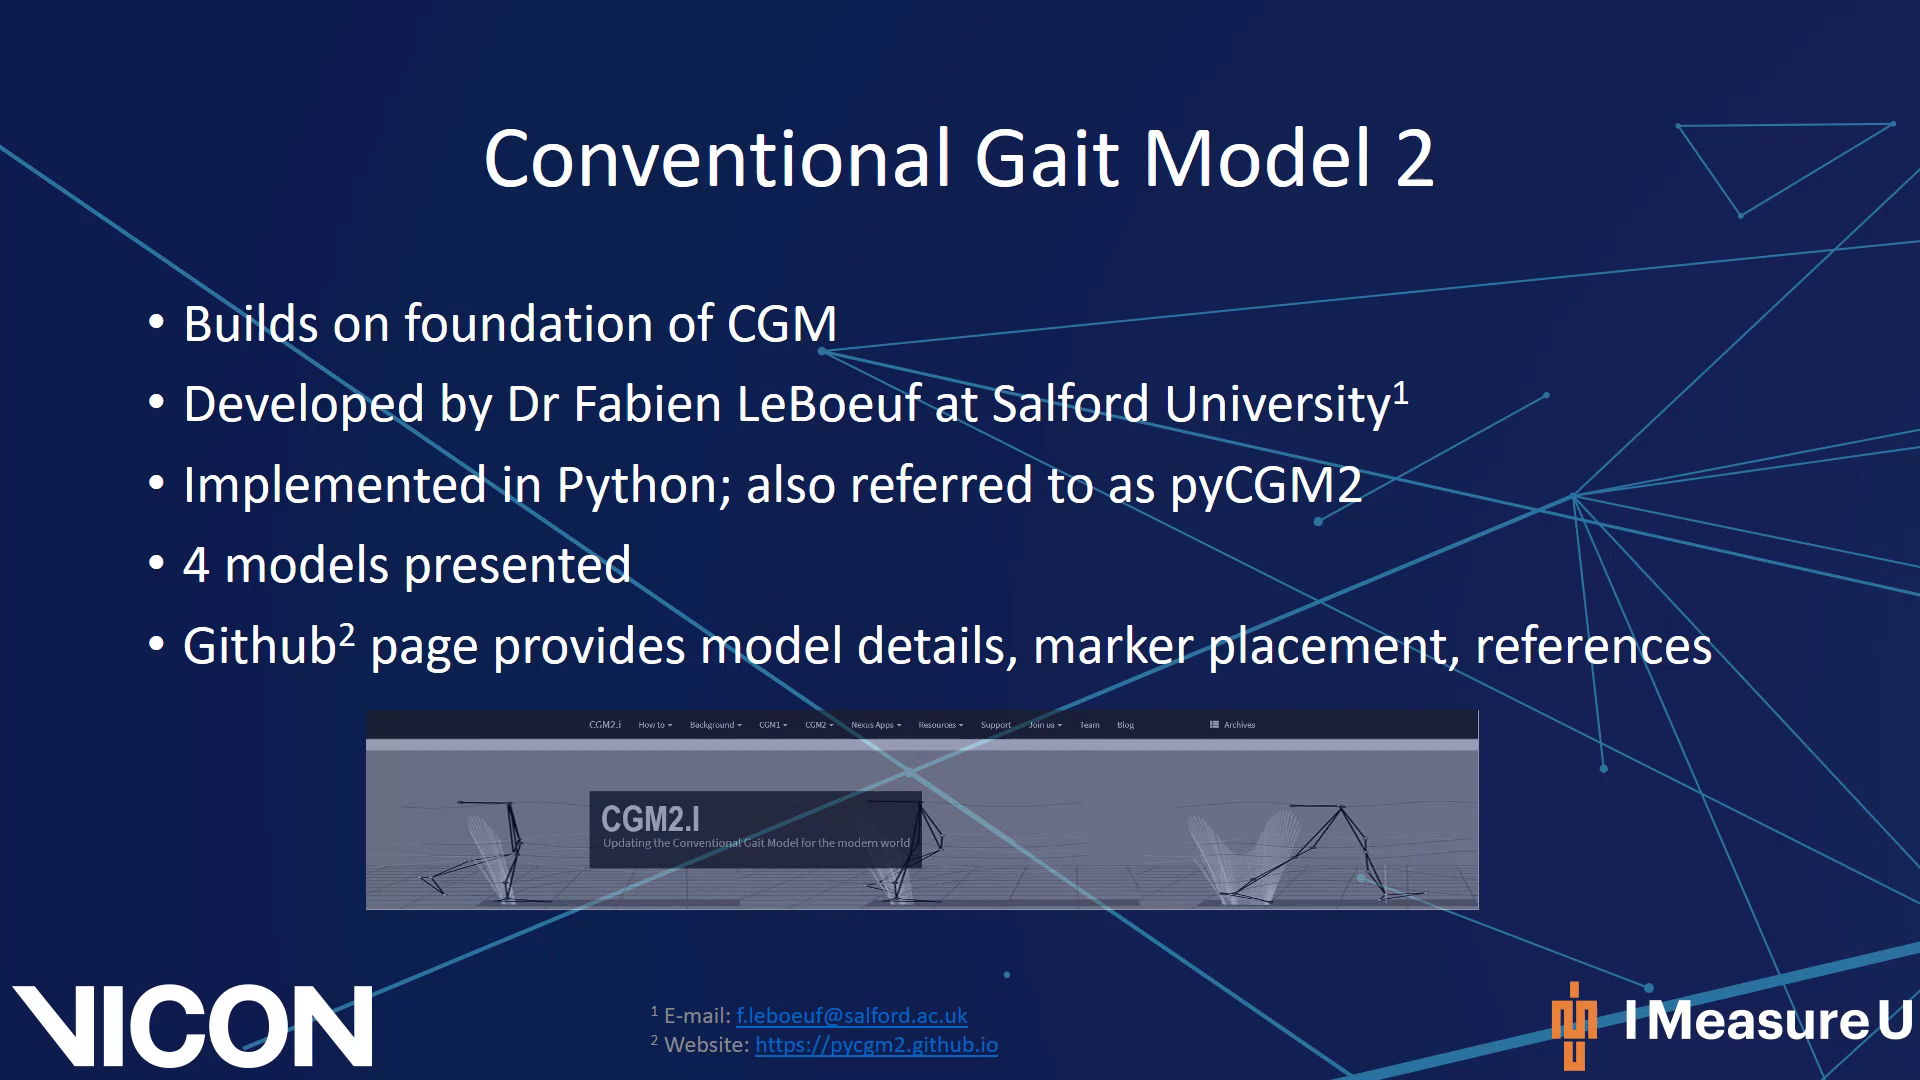 Conventional Gait Model 2
• Builds on foundation of CGM
• Developed by Dr Fabien LeBoeuf at Salford University¹
• Implemented in Python; also referred to as pyCGM2
• 4 models presented
• Github² page provides model details, marker placement, references
CGM2.i How to Background CGM1 CGM2 Nexus Apps Resources Support Join us Team Blog Archives
CGM2.I
Updating the Conventional Gait Model for the modern world
VICON
¹ E-mail: f.leboeuf@salford.ac.uk
² Website: https://pycgm2.github.io
I Measure U